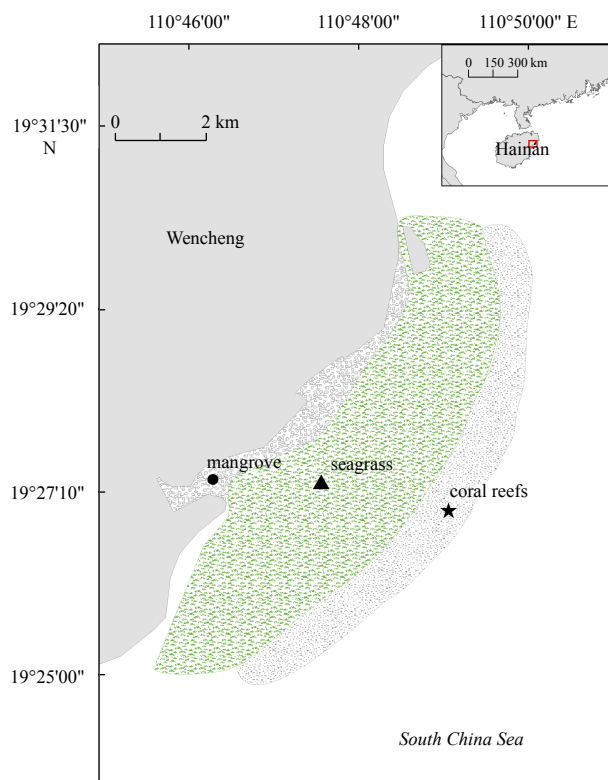 110°46'00" 110°48'00" 110°50'00" E
0 150 300 km
19°31'30"
N
0 2 km
Hainan
Wencheng
19°29'20"
mangrove
seagrass
coral reefs
19°27'10"
19°25'00"
South China Sea